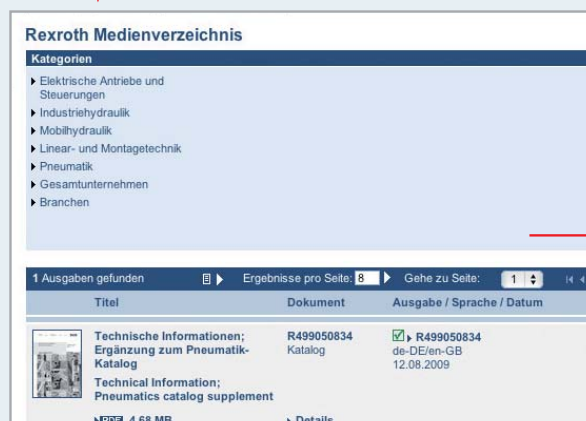 Rexroth Medienverzeichnis
Kategorien
Elektrische Antriebe und
Steuerungen
Industriehydraulik
Mobilhydraulik
Linear- und Montagetechnik
Pneumatik
Gesamtunternehmen
Branchen
1 Ausgaben gefunden Ergebnisse pro Seite: 8 Gehe zu Seite: 1
Titel Dokument Ausgabe / Sprache / Datum
Technische Informationen; R499050834 R499050834
Ergänzung zum Pneumatik- Katalog de-DE/en-GB
Katalog 12.08.2009
Technical Information;
Pneumatics catalog supplement
PDF 4,68 MB Details